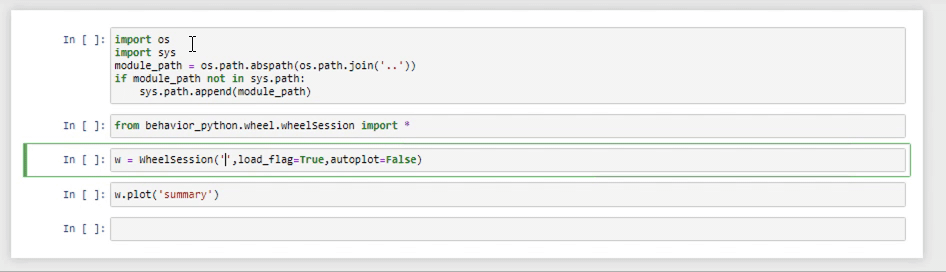 In [ ]: import os
import sys
module_path = os.path.abspath(os.path.join('..'))
if module_path not in sys.path:
    sys.path.append(module_path)
In [ ]: from behavior_python.wheel.wheelSession import *
In [ ]: w = WheelSession('',load_flag=True,autoplot=False)
In [ ]: w.plot('summary')
In [ ]: